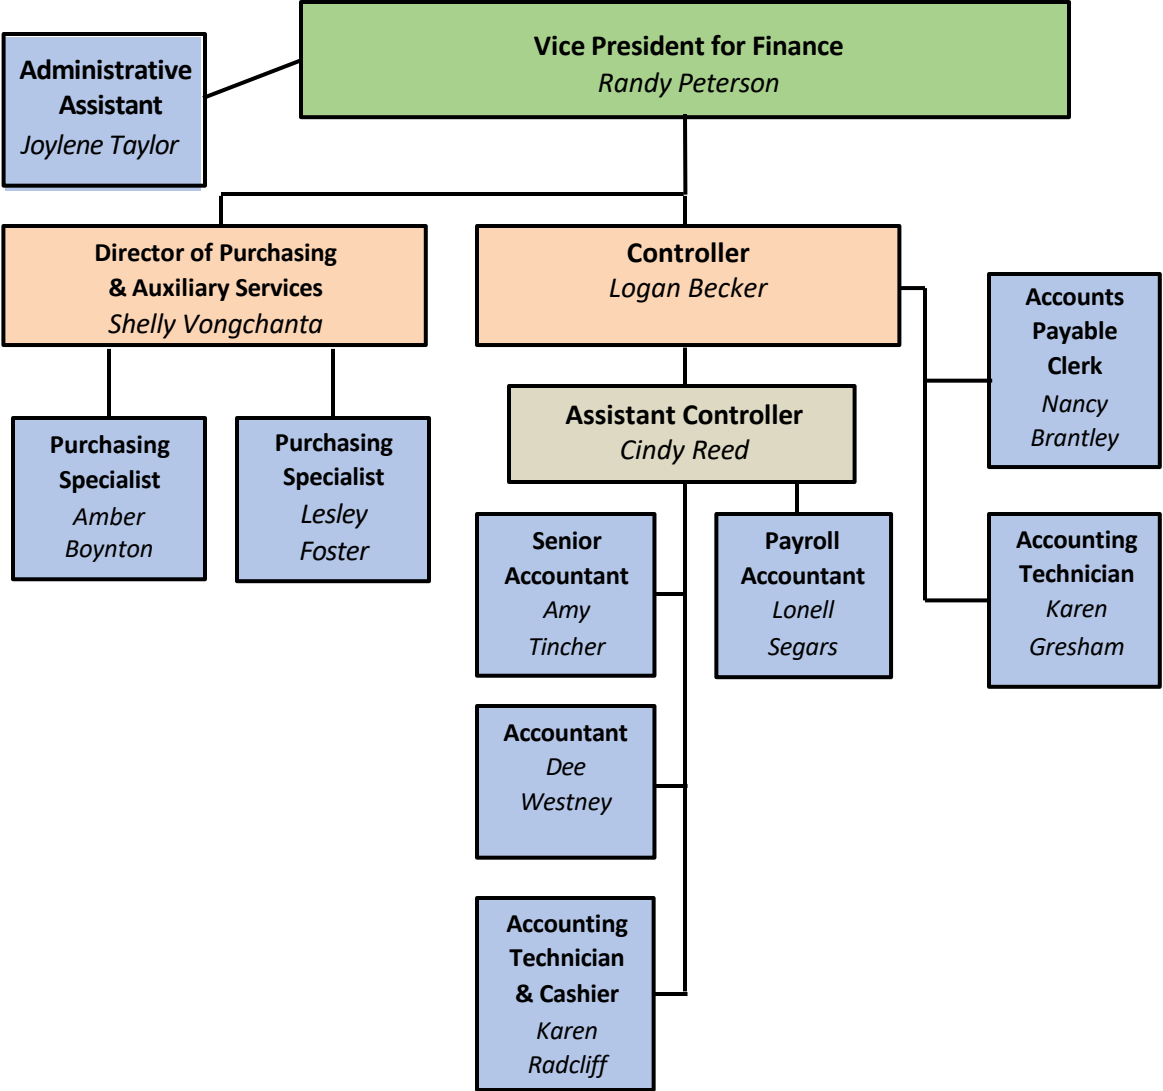 Vice President for Finance
Randy Peterson
Administrative
Assistant
Joylene Taylor
Director of Purchasing
& Auxiliary Services
Shelly Vongchanta
Controller
Logan Becker
Accounts
Payable
Clerk
Nancy
Brantley
Assistant Controller
Cindy Reed
Purchasing
Specialist
Amber
Boynton
Purchasing
Specialist
Lesley
Foster
Senior
Accountant
Amy
Tincher
Payroll
Accountant
Lonell
Segars
Accounting
Technician
Karen
Gresham
Accountant
Dee
Westney
Accounting
Technician
& Cashier
Karen
Radcliff